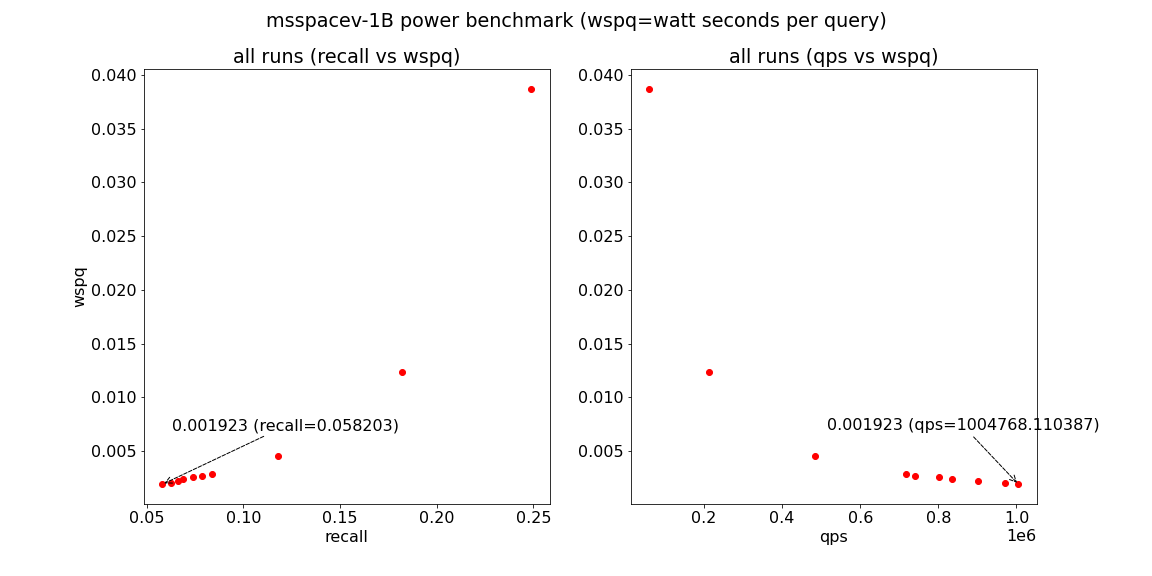 msspacev-1B power benchmark (wspq=watt seconds per query)
all runs (recall vs wspq)
0.040
0.035
0.030
0.025
0.020
0.015
0.010
0.005
wspq
0.001923 (recall=0.058203)
0.05 0.10 0.15 0.20 0.25
recall
all runs (qps vs wspq)
0.040
0.035
0.030
0.025
0.020
0.015
0.010
0.005
0.001923 (qps=1004768.110387)
0.2 0.4 0.6 0.8 1.0
1e6
qps